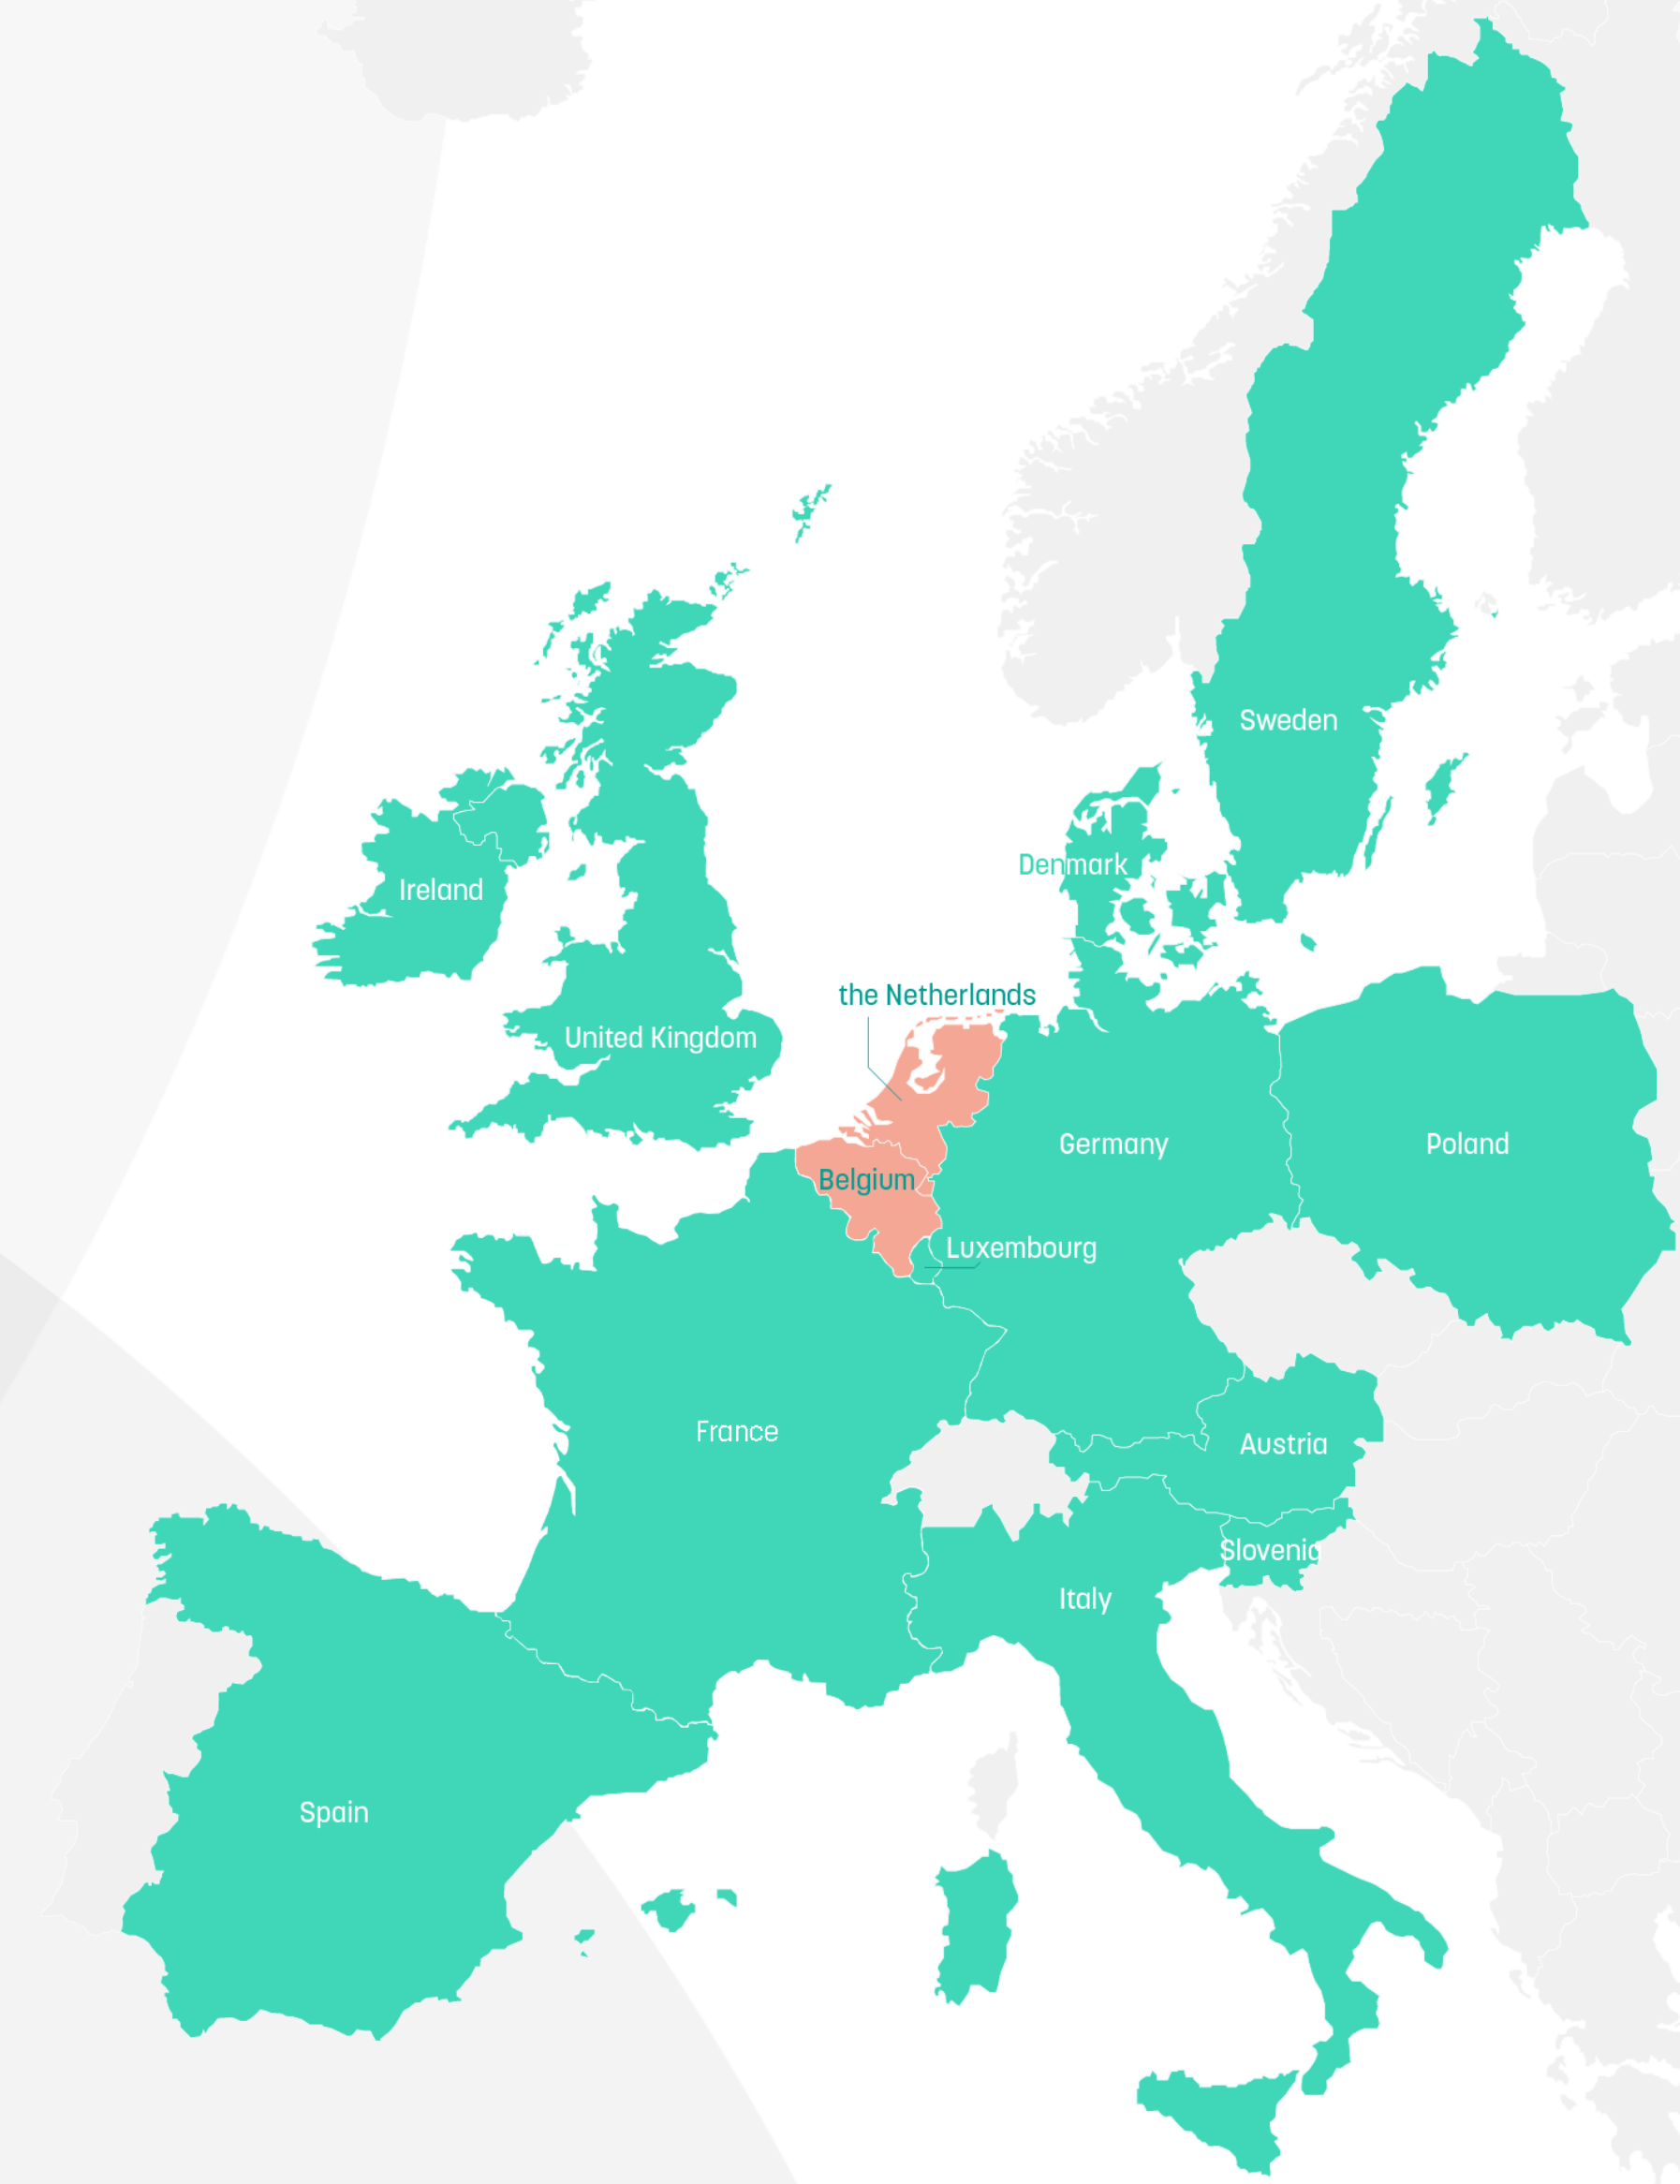 Sweden
Denmark
Ireland
the Netherlands
United Kingdom
Germany
Poland
Belgium
Luxembourg
France
Austria
Slovenia
Italy
Spain